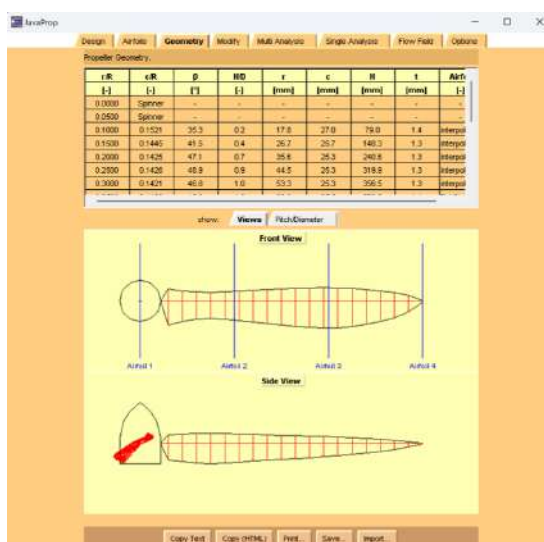 JavaProp
Design Airfoils Geometry Modify Multi Analysis Single Analysis Flow Field Options
Propeller Geometry.
r/R c/R β H/D r c H t Airfo
[-] [-] [°] [-] [mm] [mm] [mm] [mm] [-]
0.0000 Spinner - - - - - -
0.0500 Spinner - - - - - -
0.1000 0.1521 35.3 0.2 17.8 27.0 79.0 1.4 interpol
0.1500 0.1445 41.5 0.4 26.7 25.7 148.3 1.3 interpol
0.2000 0.1425 47.1 0.7 35.6 25.3 240.6 1.3 interpol
0.2500 0.1426 48.9 0.9 44.5 25.3 319.9 1.3 interpol
0.3000 0.1421 46.8 1.0 53.3 25.3 356.5 1.3 interpol
show: Views Pitch/Diameter
Front View
Airfoil 1 Airfoil 2 Airfoil 3 Airfoil 4
Side View
Copy Text Copy (HTML) Print... Save... Import...